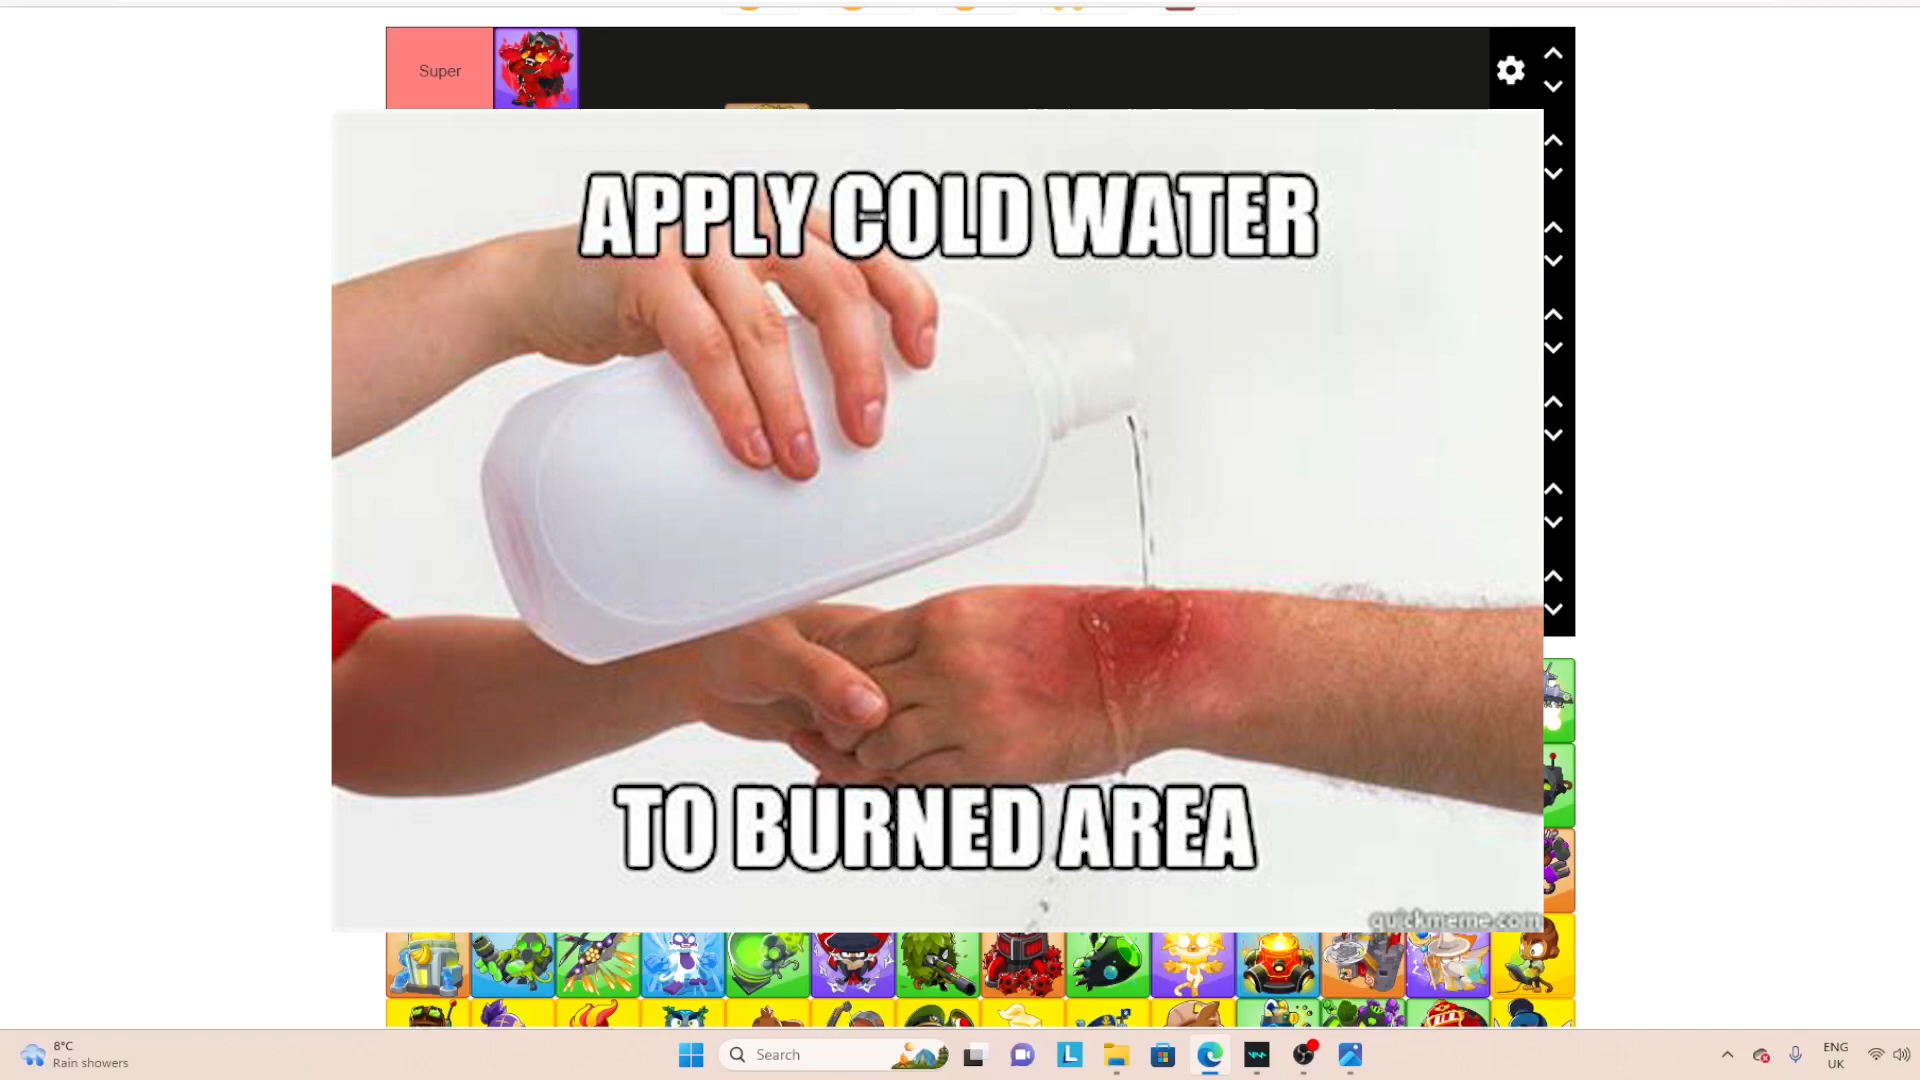 Super
APPLY COLD WATER
TO BURNED AREA
quickmeme.com
8°C
Rain showers
Search
ENG
UK